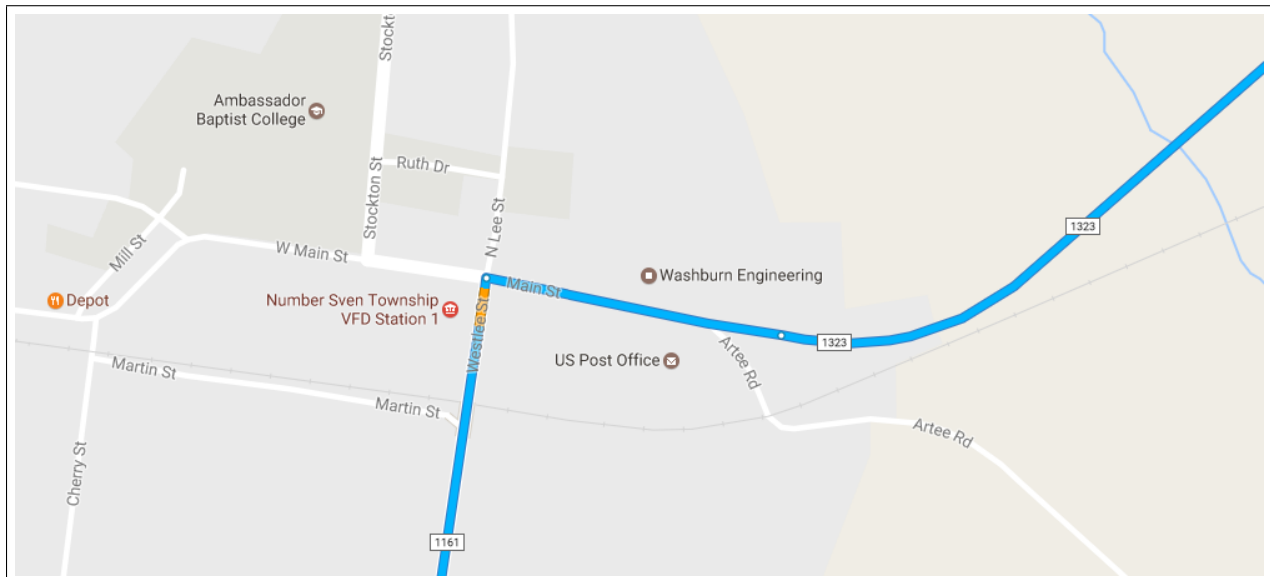 Stockto
Ambassador
Baptist College
Ruth Dr
Stockton St
N Lee St
1323
Mill St
W Main St
Washburn Engineering
Main St
Depot
Number Sven Township
VFD Station 1
Westlee St
1323
US Post Office
Artee Rd
Martin St
Martin St
Artee Rd
Cherry St
1161